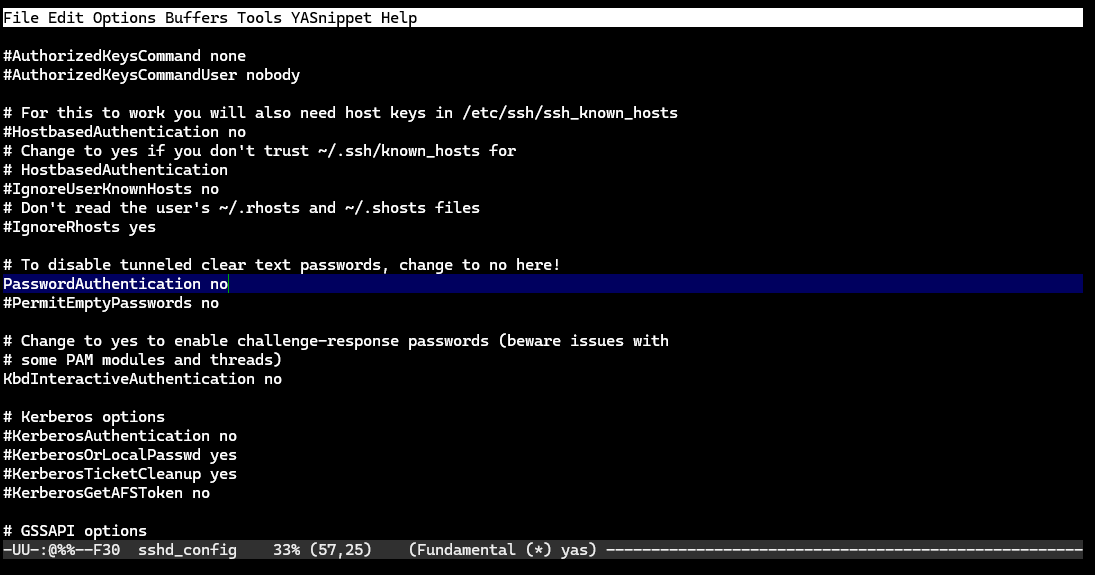 File Edit Options Buffers Tools YASnippet Help
#AuthorizedKeysCommand none
#AuthorizedKeysCommandUser nobody
# For this to work you will also need host keys in /etc/ssh/ssh_known_hosts
#HostbasedAuthentication no
# Change to yes if you don't trust ~/.ssh/known_hosts for
# HostbasedAuthentication
#IgnoreUserKnownHosts no
# Don't read the user's ~/.rhosts and ~/.shosts files
#IgnoreRhosts yes
# To disable tunneled clear text passwords, change to no here!
PasswordAuthentication no
#PermitEmptyPasswords no
# Change to yes to enable challenge-response passwords (beware issues with
# some PAM modules and threads)
KbdInteractiveAuthentication no
# Kerberos options
#KerberosAuthentication no
#KerberosOrLocalPasswd yes
#KerberosTicketCleanup yes
#KerberosGetAFSToken no
# GSSAPI options
-UU-:@%%--F30  sshd_config    33% (57,25)    (Fundamental (*) yas) -----------------------------------------------------